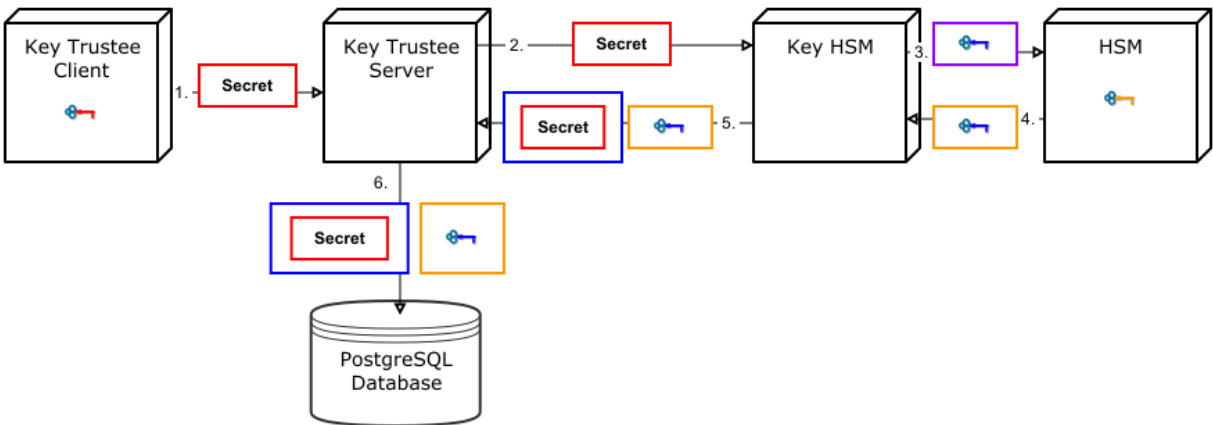 Key Trustee
Client
1.
Secret
Key Trustee
Server
2.
Secret
Key HSM
3.
HSM
Secret
5.
4.
6.
Secret
PostgreSQL
Database